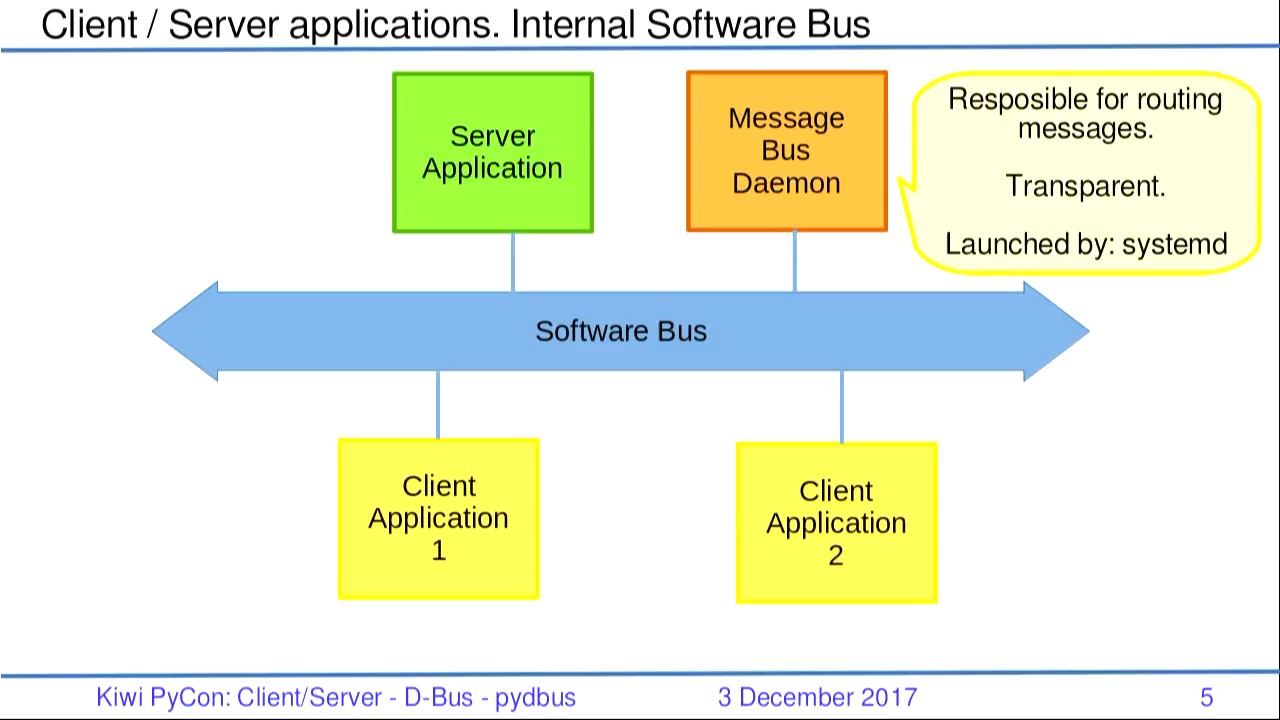 Client / Server applications. Internal Software Bus
Server
Application
Message
Bus
Daemon
Resposible for routing
messages.
Transparent.
Launched by: systemd
Software Bus
Client
Application
1
Client
Application
2
Kiwi PyCon: Client/Server - D-Bus - pydbus
3 December 2017
5